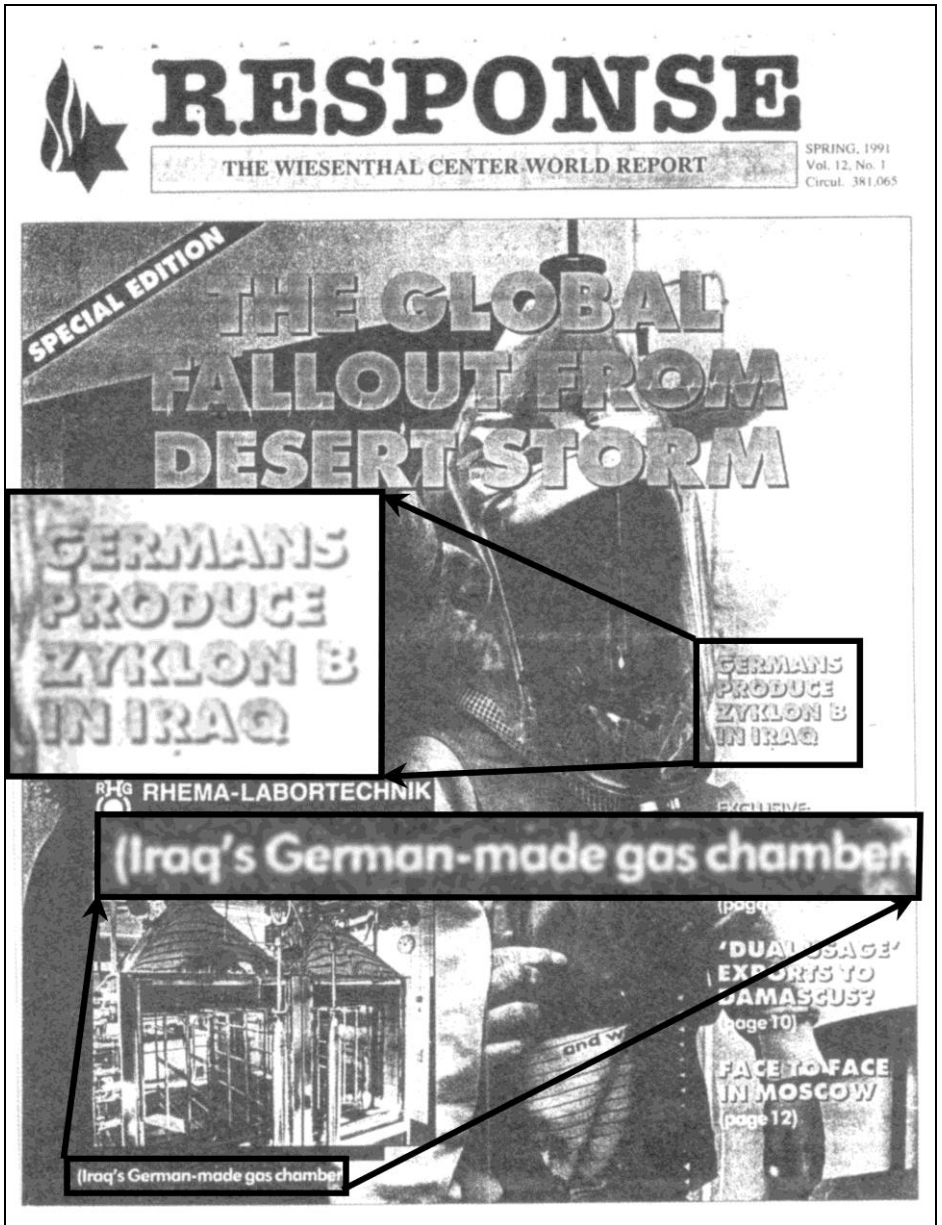 RESPONSE
THE WIESENTHAL CENTER WORLD REPORT
SPRING, 1991
Vol. 12, No. 1
Circul. 381,065
SPECIAL EDITION
THE GLOBAL
FALLOUT FROM
DESERT STORM
GERMANS
PRODUCE
ZYKLON B
IN IRAQ
GERMANS
PRODUCE
ZYKLON B
IN IRAQ
RHG RHEMA-LABORTECHNIK
EXCLUSIVE:
(Iraq's German-made gas chamber
(page
'DUAL USAGE'
EXPORTS TO
DAMASCUS?
(page 10)
and w
FACE TO FACE
IN MOSCOW
(page 12)
(Iraq's German-made gas chamber